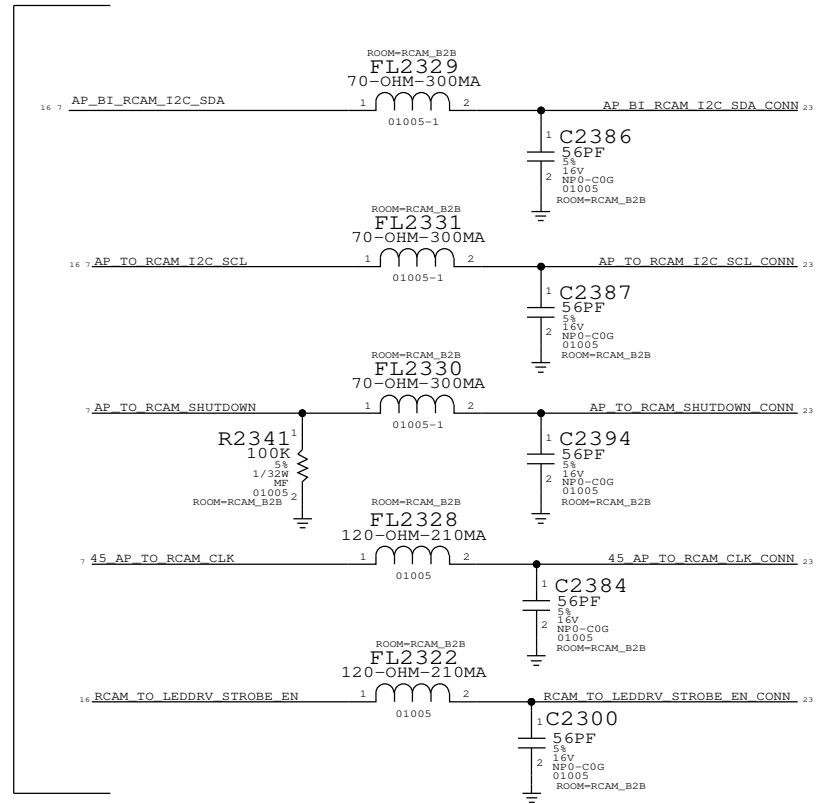 ROOM=RCAM_B2B
FL2329
70-OHM-300MA
16 7 AP_BI_RCAM_I2C_SDA 1 2 AP_BI_RCAM_I2C_SDA_CONN 23
01005-1
1 C2386
56PF
5%
16V
2 NP0-C0G
01005
ROOM=RCAM_B2B
ROOM=RCAM_B2B
FL2331
70-OHM-300MA
16 7 AP_TO_RCAM_I2C_SCL 1 2 AP_TO_RCAM_I2C_SCL_CONN 23
01005-1
1 C2387
56PF
5%
16V
2 NP0-C0G
01005
ROOM=RCAM_B2B
ROOM=RCAM_B2B
FL2330
70-OHM-300MA
7 AP_TO_RCAM_SHUTDOWN 1 2 AP_TO_RCAM_SHUTDOWN_CONN 23
01005-1
R2341 1
100K
5%
1/32W
MF
01005
2
ROOM=RCAM_B2B
1 C2394
56PF
5%
16V
2 NP0-C0G
01005
ROOM=RCAM_B2B
ROOM=RCAM_B2B
FL2328
120-OHM-210MA
7 45_AP_TO_RCAM_CLK 1 2 45_AP_TO_RCAM_CLK_CONN 23
01005
1 C2384
56PF
5%
16V
2 NP0-C0G
01005
ROOM=RCAM_B2B
ROOM=RCAM_B2B
FL2322
120-OHM-210MA
16 RCAM_TO_LEDDRV_STROBE_EN 1 2 RCAM_TO_LEDDRV_STROBE_EN_CONN 23
01005
1 C2300
56PF
5%
16V
2 NP0-C0G
01005
ROOM=RCAM_B2B